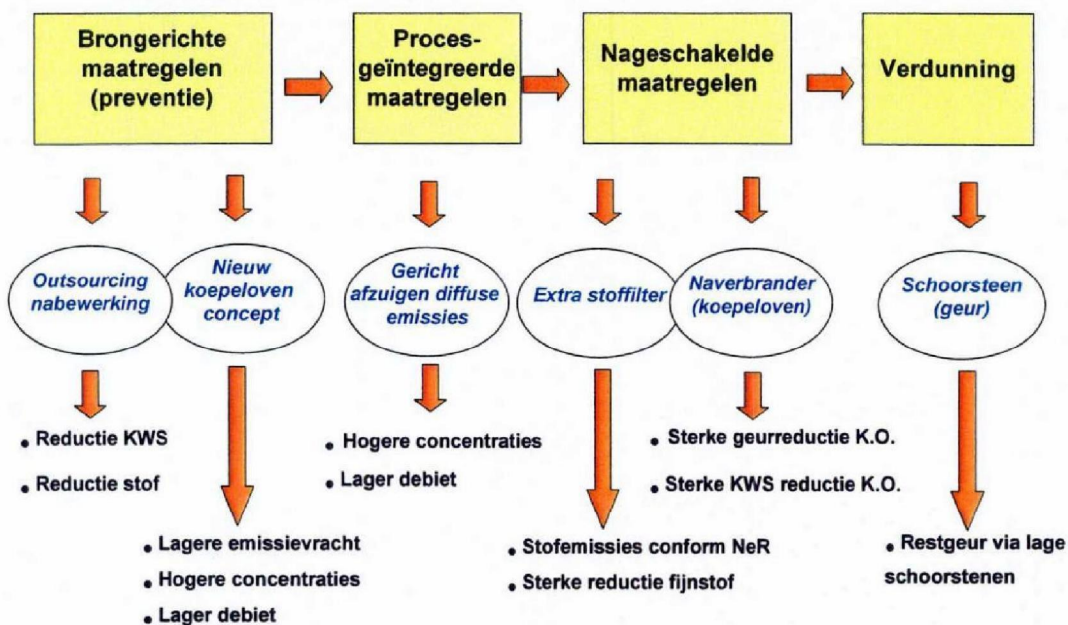 Brongerichte
maatregelen
(preventie)
Proces-
geïntegreerde
maatregelen
Nageschakelde
maatregelen
Verdunning
Outsourcing
nabewerking
Nieuw
koepeloven
concept
Gericht
afzuigen diffuse
emissies
Extra stoffilter
Naverbrander
(koepeloven)
Schoorsteen
(geur)
• Reductie KWS
• Reductie stof
• Lagere emissievracht
• Hogere concentraties
• Lager debiet
• Hogere concentraties
• Lager debiet
• Stofemissies conform NeR
• Sterke reductie fijnstof
• Sterke geurreductie K.O.
• Sterke KWS reductie K.O.
• Restgeur via lage
schoorstenen